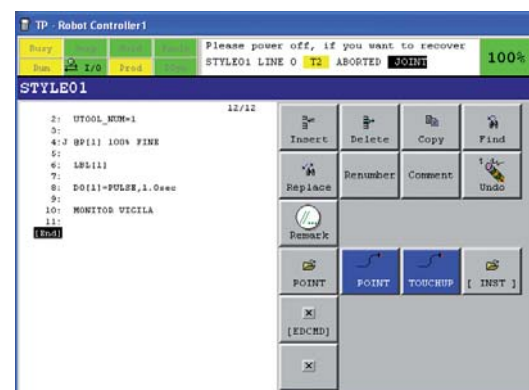 TP - Robot Controller1
Busy Step Hold Fault
Run I/O Prod
Please power off, if you want to recover
STYLE01 LINE 0 T2 ABORTED JOINT
100%
STYLE01
12/12
2: UTOOL_NUM=1
3:
4:J @P[1] 100% FINE
5:
6: LBL[1]
7:
8: DO[1]=PULSE,1.0sec
9:
10: MONITOR VIGILA
11:
[End]
Insert Delete Copy Find
Replace Renumber Comment Undo
//...
Remark
POINT POINT TOUCHUP [ INST ]
[EDCMD]